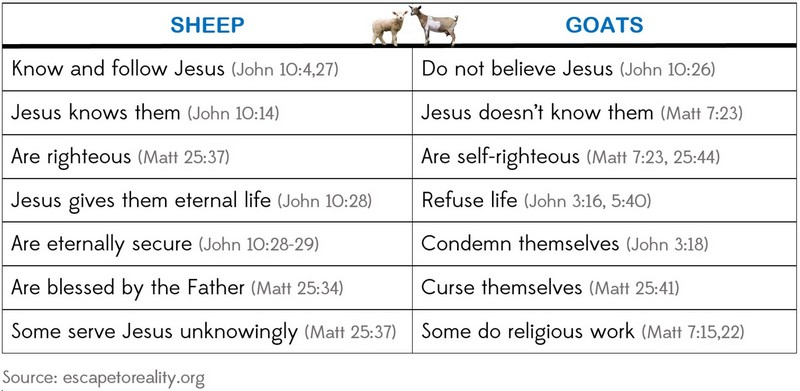 SHEEP GOATS
Know and follow Jesus (John 10:4,27) Do not believe Jesus (John 10:26)
Jesus knows them (John 10:14) Jesus doesn't know them (Matt 7:23)
Are righteous (Matt 25:37) Are self-righteous (Matt 7:23, 25:44)
Jesus gives them eternal life (John 10:28) Refuse life (John 3:16, 5:40)
Are eternally secure (John 10:28-29) Condemn themselves (John 3:18)
Are blessed by the Father (Matt 25:34) Curse themselves (Matt 25:41)
Some serve Jesus unknowingly (Matt 25:37) Some do religious work (Matt 7:15,22)
Source: escapetoreality.org